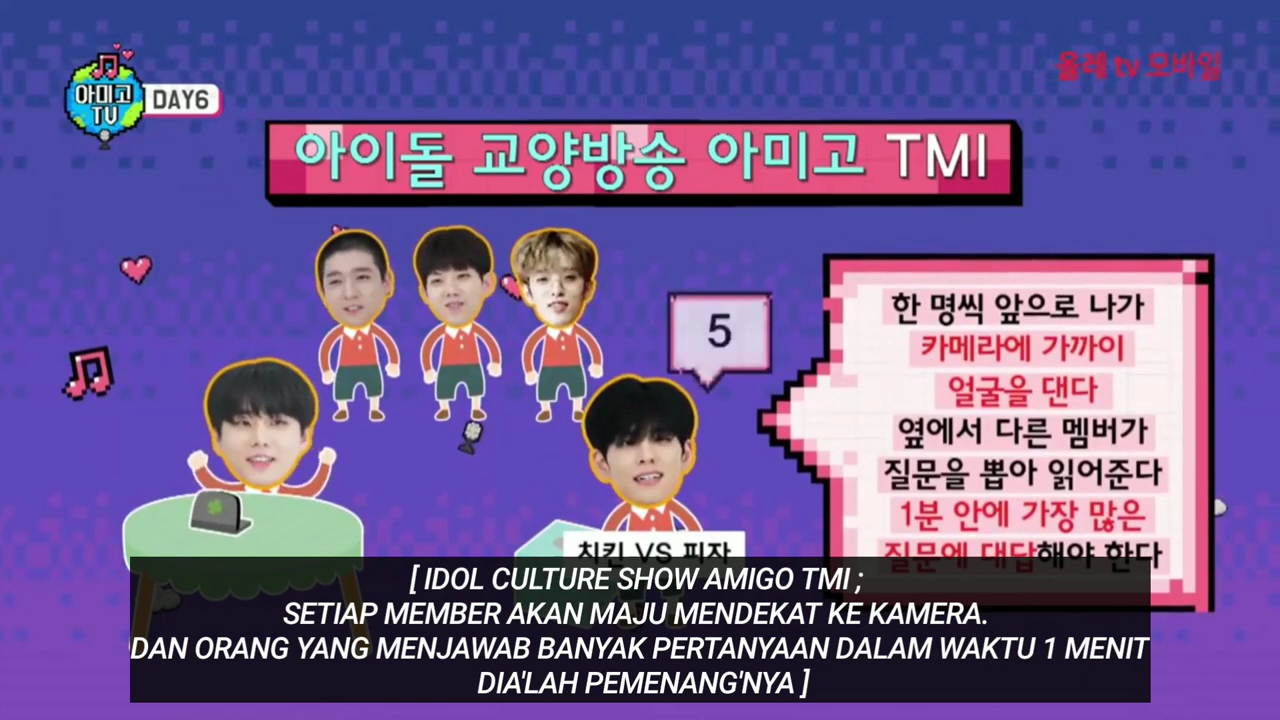 아미고
TV
DAY6
올레 tv 모바일
아이돌 교양방송 아미고 TMI
5
한 명씩 앞으로 나가
카메라에 가까이
얼굴을 댄다
옆에서 다른 멤버가
질문을 뽑아 읽어준다
1분 안에 가장 많은
질문에 대답해야 한다
치킨 VS 피자
[ IDOL CULTURE SHOW AMIGO TMI ;
SETIAP MEMBER AKAN MAJU MENDEKAT KE KAMERA.
DAN ORANG YANG MENJAWAB BANYAK PERTANYAAN DALAM WAKTU 1 MENIT
DIA'LAH PEMENANG'NYA ]